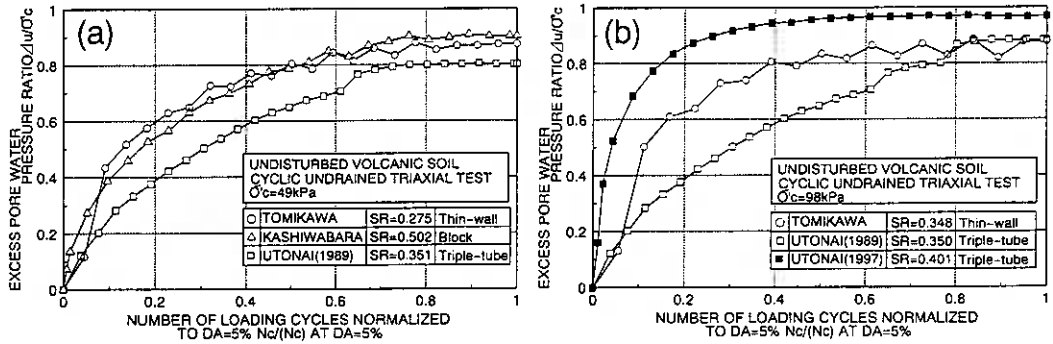 (a)
EXCESS PORE WATER
PRESSURE RATIO,Δu/σ'c
1
0.8
0.6
0.4
0.2
0
UNDISTURBED VOLCANIC SOIL
CYCLIC UNDRAINED TRIAXIAL TEST
σ'c=49kPa
TOMIKAWA SR=0.275 Thin-wall
KASHIWABARA SR=0.502 Block
UTONAI(1989) SR=0.351 Triple-tube
0 0.2 0.4 0.6 0.8 1
NUMBER OF LOADING CYCLES NORMALIZED
TO DA=5% Nc/(Nc) AT DA=5%
(b)
EXCESS PORE WATER
PRESSURE RATIO,Δu/σ'c
1
0.8
0.6
0.4
0.2
0
UNDISTURBED VOLCANIC SOIL
CYCLIC UNDRAINED TRIAXIAL TEST
σ'c=98kPa
TOMIKAWA SR=0.348 Thin-wall
UTONAI(1989) SR=0.350 Triple-tube
UTONAI(1997) SR=0.401 Triple-tube
0 0.2 0.4 0.6 0.8 1
NUMBER OF LOADING CYCLES NORMALIZED
TO DA=5% Nc/(Nc) AT DA=5%